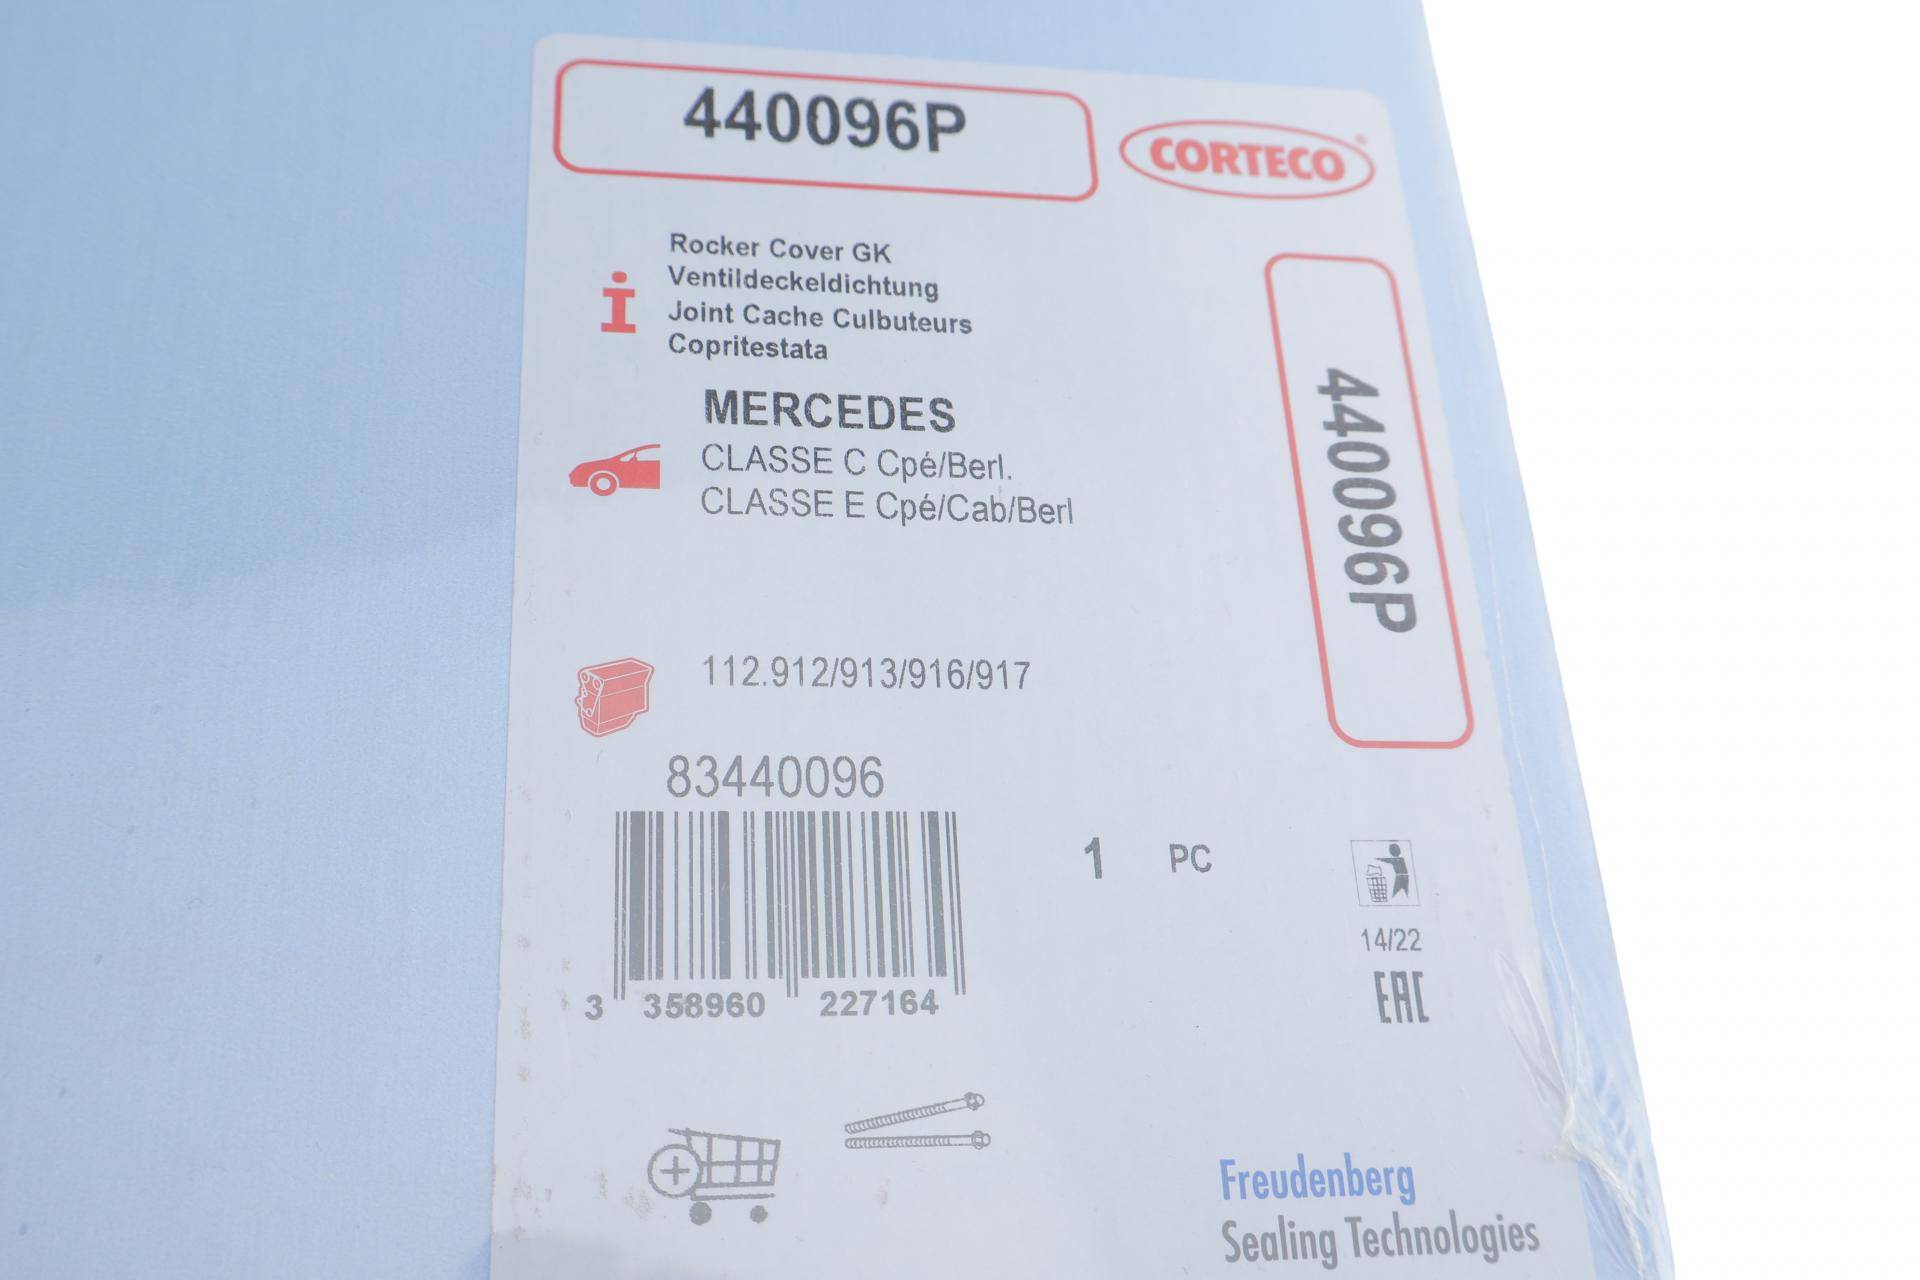 440096P
CORTECO®
Rocker Cover GK
Ventildeckeldichtung
Joint Cache Culbuteurs
Copritestata
i
MERCEDES
CLASSE C Cpé/Berl.
CLASSE E Cpé/Cab/Berl
440096P
112.912/913/916/917
83440096
1 PC
3 358960 227164
14/22
EAC
Freudenberg
Sealing Technologies